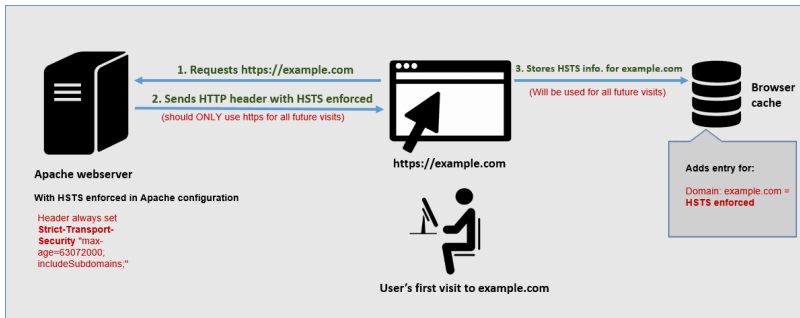 1. Requests https://example.com
2. Sends HTTP header with HSTS enforced
(should ONLY use https for all future visits)
3. Stores HSTS info. for example.com
(Will be used for all future visits)
Browser
cache
https://example.com
Apache webserver
With HSTS enforced in Apache configuration
Header always set
Strict-Transport-
Security "max-
age=63072000;
includeSubdomains;"
Adds entry for:
Domain: example.com =
HSTS enforced
User's first visit to example.com